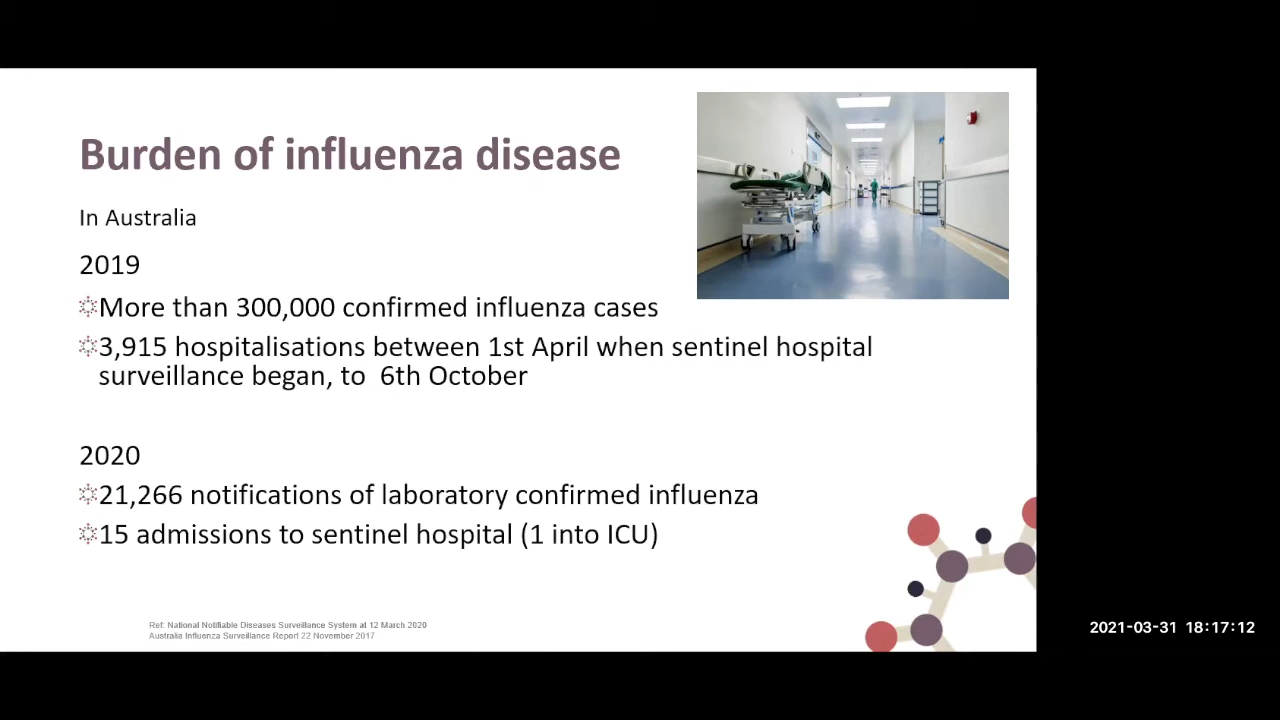 Burden of influenza disease
In Australia
2019
More than 300,000 confirmed influenza cases
3,915 hospitalisations between 1st April when sentinel hospital
surveillance began, to 6th October
2020
21,266 notifications of laboratory confirmed influenza
15 admissions to sentinel hospital (1 into ICU)
Ref: National Notifiable Diseases Surveillance System at 12 March 2020
Australia Influenza Surveillance Report 22 November 2017
2021-03-31 18:17:12